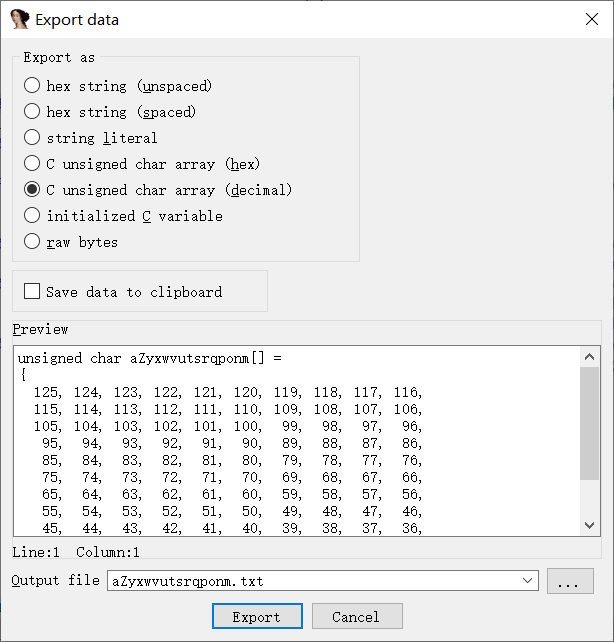 Export data
Export as
hex string (unspaced)
hex string (spaced)
string literal
C unsigned char array (hex)
C unsigned char array (decimal)
initialized C variable
raw bytes
Save data to clipboard
Preview
unsigned char aZyxwvutsrqponm[] =
{
125, 124, 123, 122, 121, 120, 119, 118, 117, 116,
115, 114, 113, 112, 111, 110, 109, 108, 107, 106,
105, 104, 103, 102, 101, 100, 99, 98, 97, 96,
95, 94, 93, 92, 91, 90, 89, 88, 87, 86,
85, 84, 83, 82, 81, 80, 79, 78, 77, 76,
75, 74, 73, 72, 71, 70, 69, 68, 67, 66,
65, 64, 63, 62, 61, 60, 59, 58, 57, 56,
55, 54, 53, 52, 51, 50, 49, 48, 47, 46,
45, 44, 43, 42, 41, 40, 39, 38, 37, 36,
Line:1 Column:1
Output file aZyxwvutsrqponm.txt ...
Export Cancel